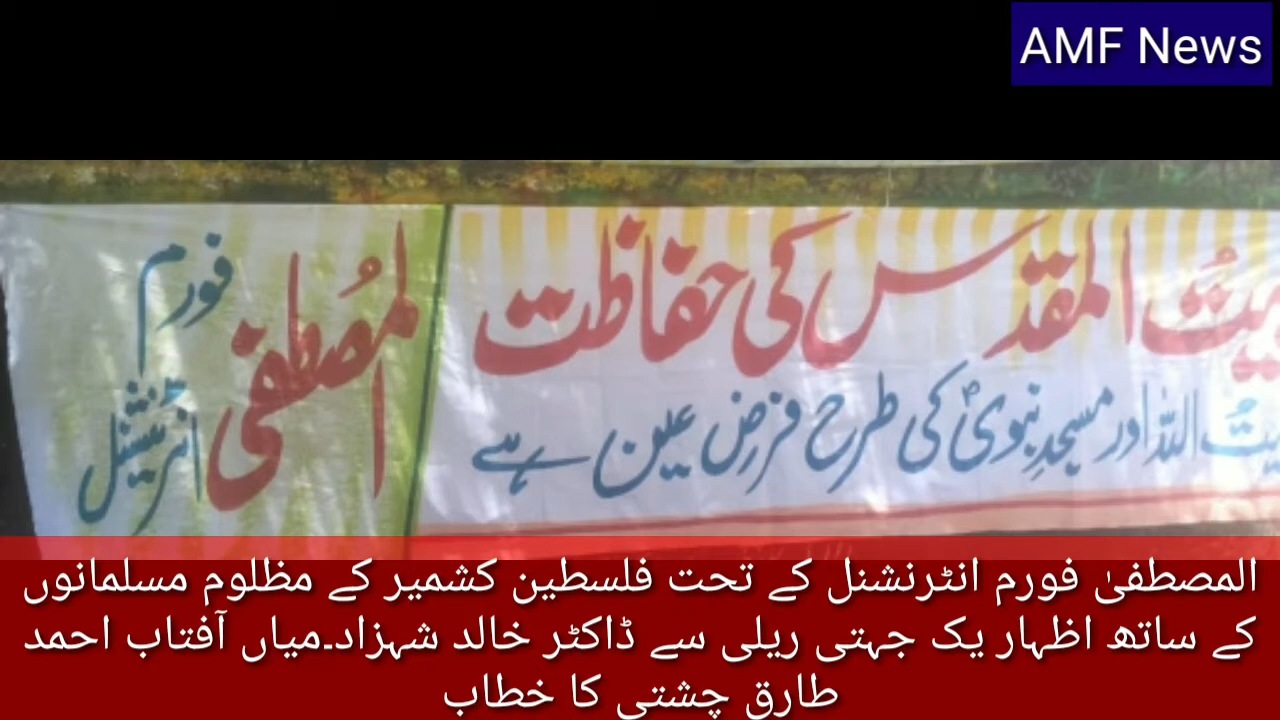 AMF News
بیت المقدس کی حفاظت
بیت اللہ اور مسجدِ نبوی کی طرح فرض عین ہے
المصطفی
فورم
انٹرنیشنل
المصطفیٰ فورم انٹرنشنل کے تحت فلسطین کشمیر کے مظلوم مسلمانوں
کے ساتھ اظہار یک جہتی ریلی سے ڈاکٹر خالد شہزاد۔میاں آفتاب احمد
طارق چشتی کا خطاب